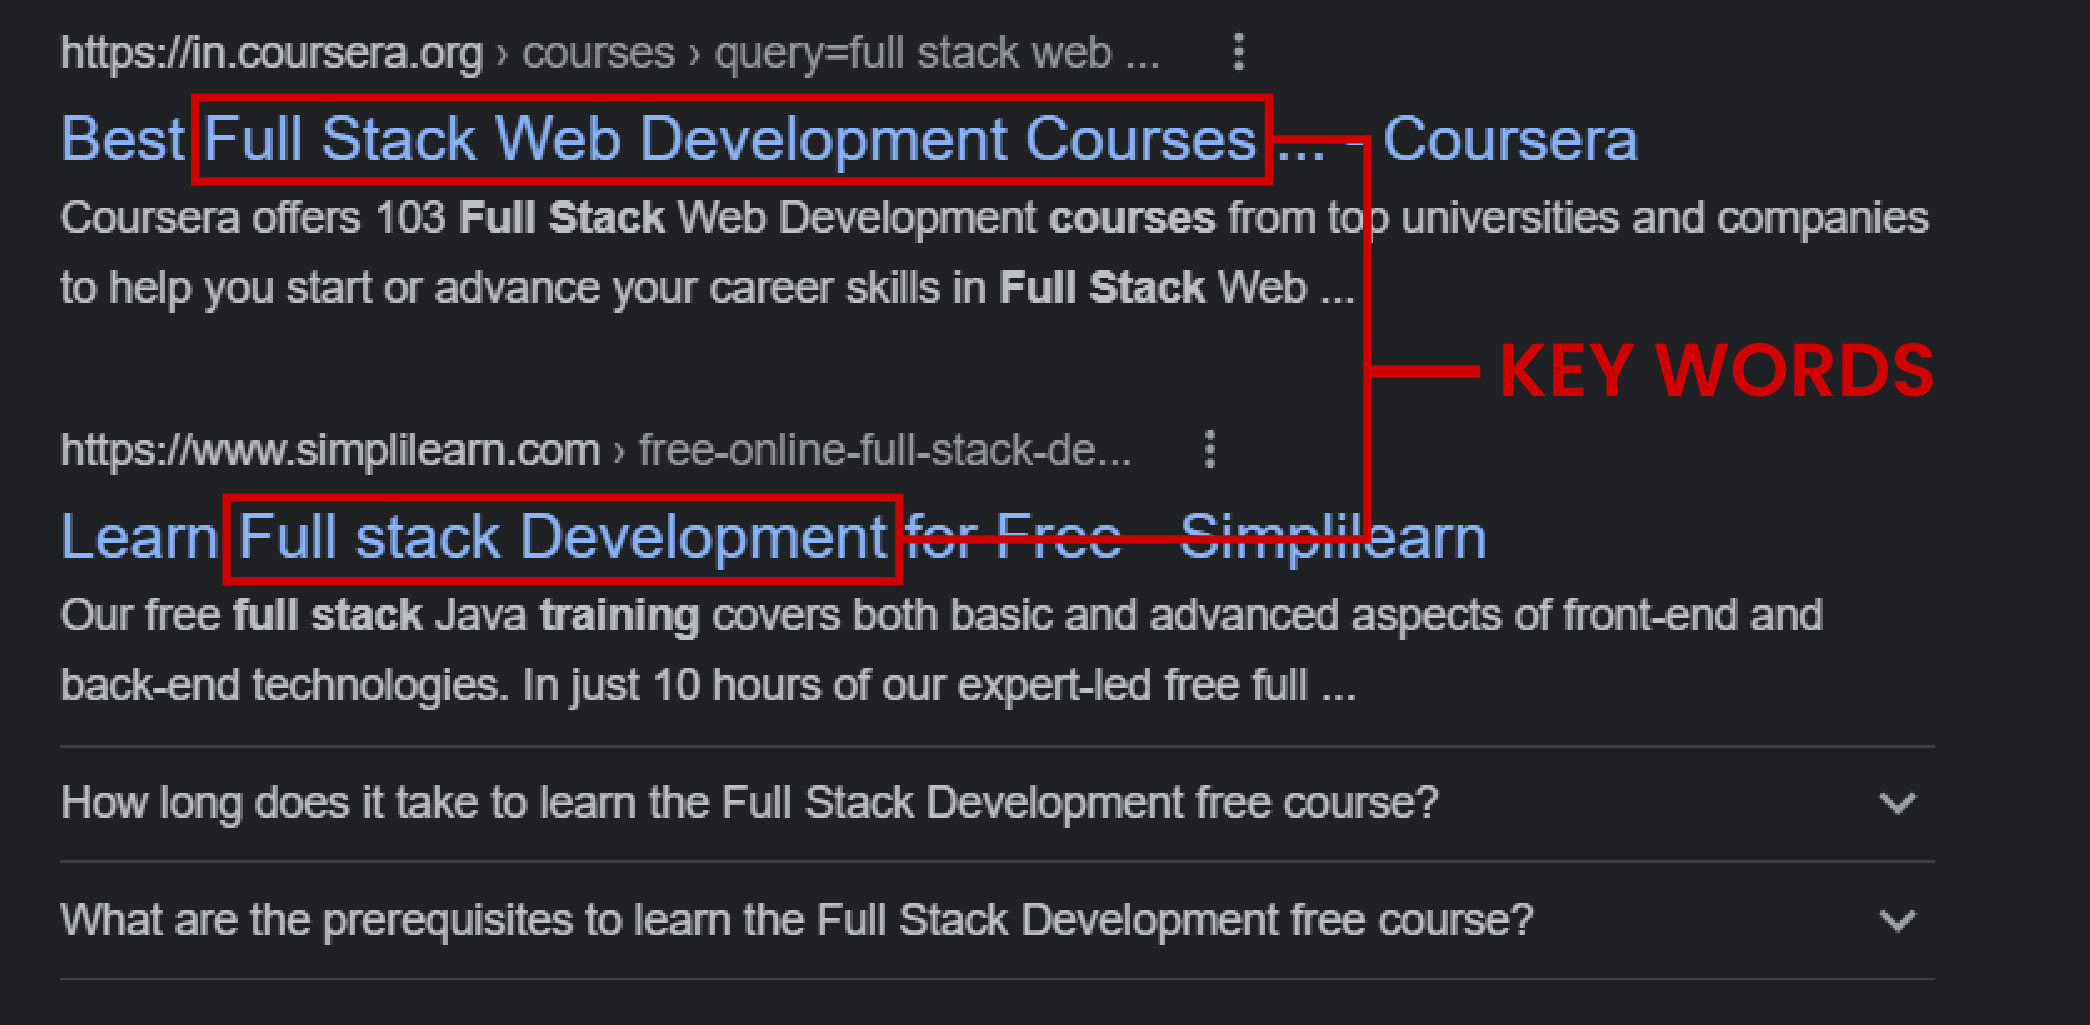 https://in.coursera.org › courses › query=full stack web ...
Best Full Stack Web Development Courses ... - Coursera
Coursera offers 103 Full Stack Web Development courses from top universities and companies
to help you start or advance your career skills in Full Stack Web ...
KEY WORDS
https://www.simplilearn.com › free-online-full-stack-de...
Learn Full stack Development for Free - Simplilearn
Our free full stack Java training covers both basic and advanced aspects of front-end and
back-end technologies. In just 10 hours of our expert-led free full ...
How long does it take to learn the Full Stack Development free course?
What are the prerequisites to learn the Full Stack Development free course?